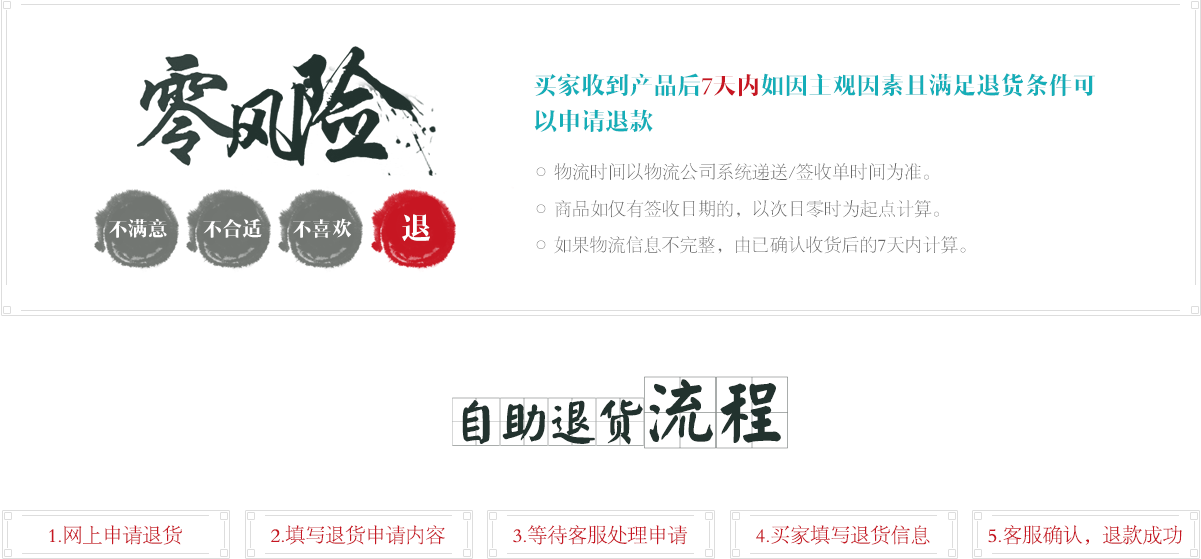 零风险
不满意 不合适 不喜欢 退
买家收到产品后7天内如因主观因素且满足退货条件可
以申请退款
物流时间以物流公司系统递送/签收单时间为准。
商品如仅有签收日期的，以次日零时为起点计算。
如果物流信息不完整，由已确认收货后的7天内计算。
自助退货流程
1.网上申请退货
2.填写退货申请内容
3.等待客服处理申请
4.买家填写退货信息
5.客服确认，退款成功